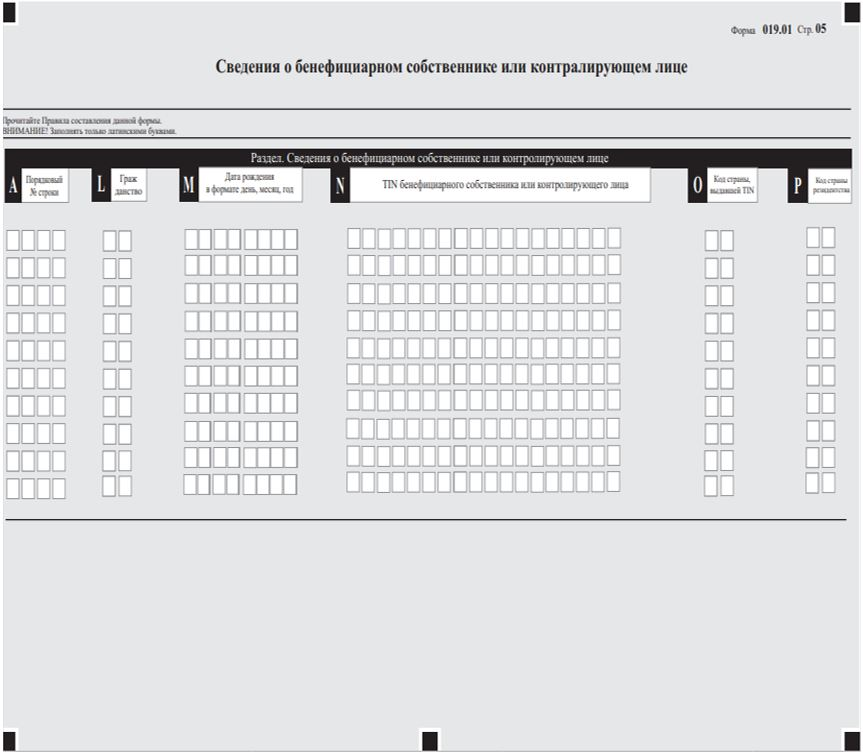 Форма 019.01 Стр. 05
Сведения о бенефициарном собственнике или контралирующем лице
Прочитайте Правила составления данной формы.
ВНИМАНИЕ! Заполнять только латинскими буквами.
Раздел. Сведения о бенефициарном собственнике или контролирующем лице
A Порядковый
№ строки
L Граж
данство
M Дата рождения
в формате день, месяц, год
N TIN бенефициарного собственника или контролирующего лица
O Код страны,
выдавшей TIN
P Код страны
резидентства